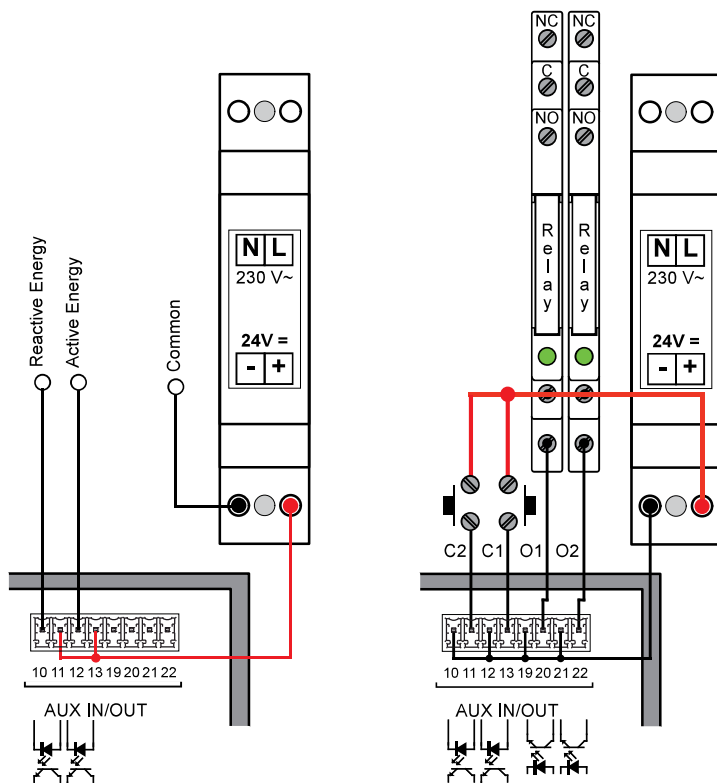 Reactive Energy
Active Energy
Common
N L
230 V~
24V =
- +
10 11 12 13 19 20 21 22
AUX IN/OUT
NC NC
C C
NO NO
Relay
Relay
N L
230 V~
24V =
- +
C2 C1 O1 O2
10 11 12 13 19 20 21 22
AUX IN/OUT